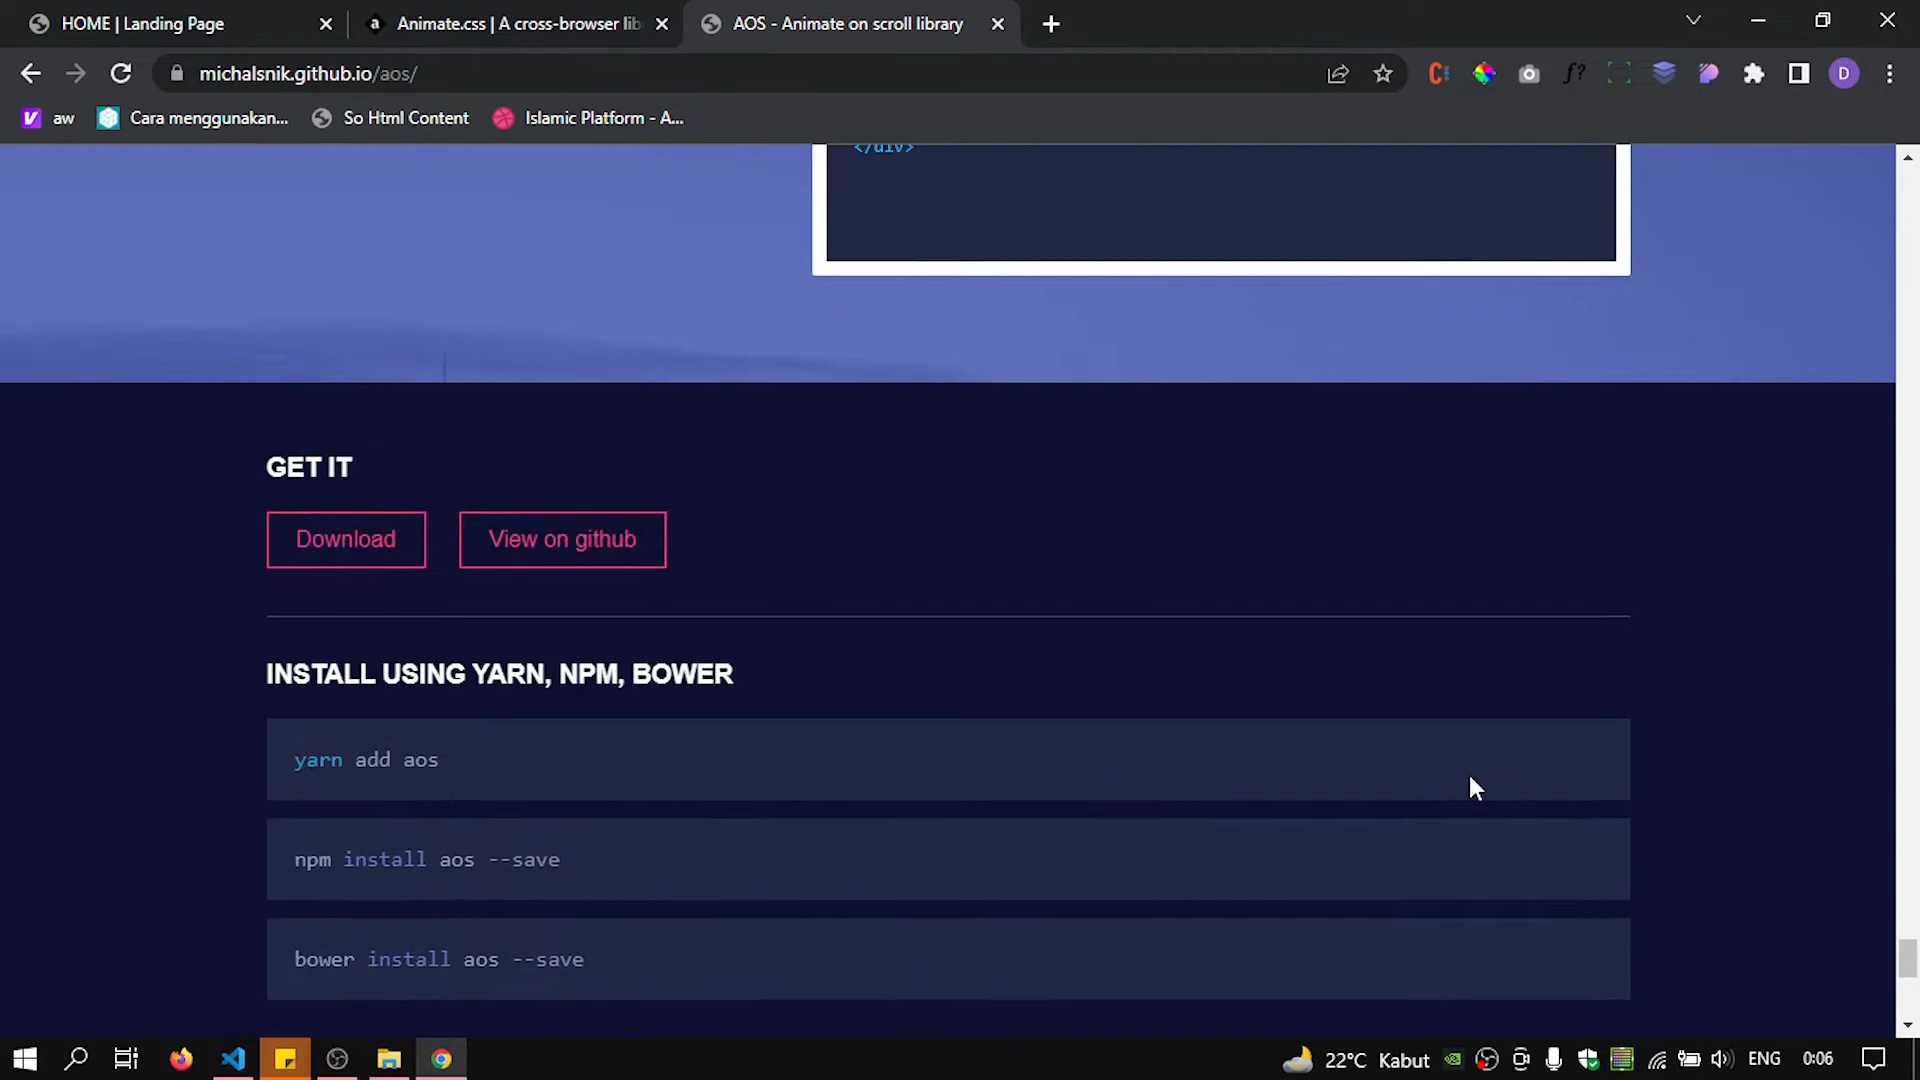 HOME | Landing Page
Animate.css | A cross-browser lib
AOS - Animate on scroll library
michalsnik.github.io/aos/
D
aw
Cara menggunakan...
So Html Content
Islamic Platform - A...
</div>
GET IT
Download
View on github
INSTALL USING YARN, NPM, BOWER
yarn add aos
npm install aos --save
bower install aos --save
22°C Kabut
ENG
0:06